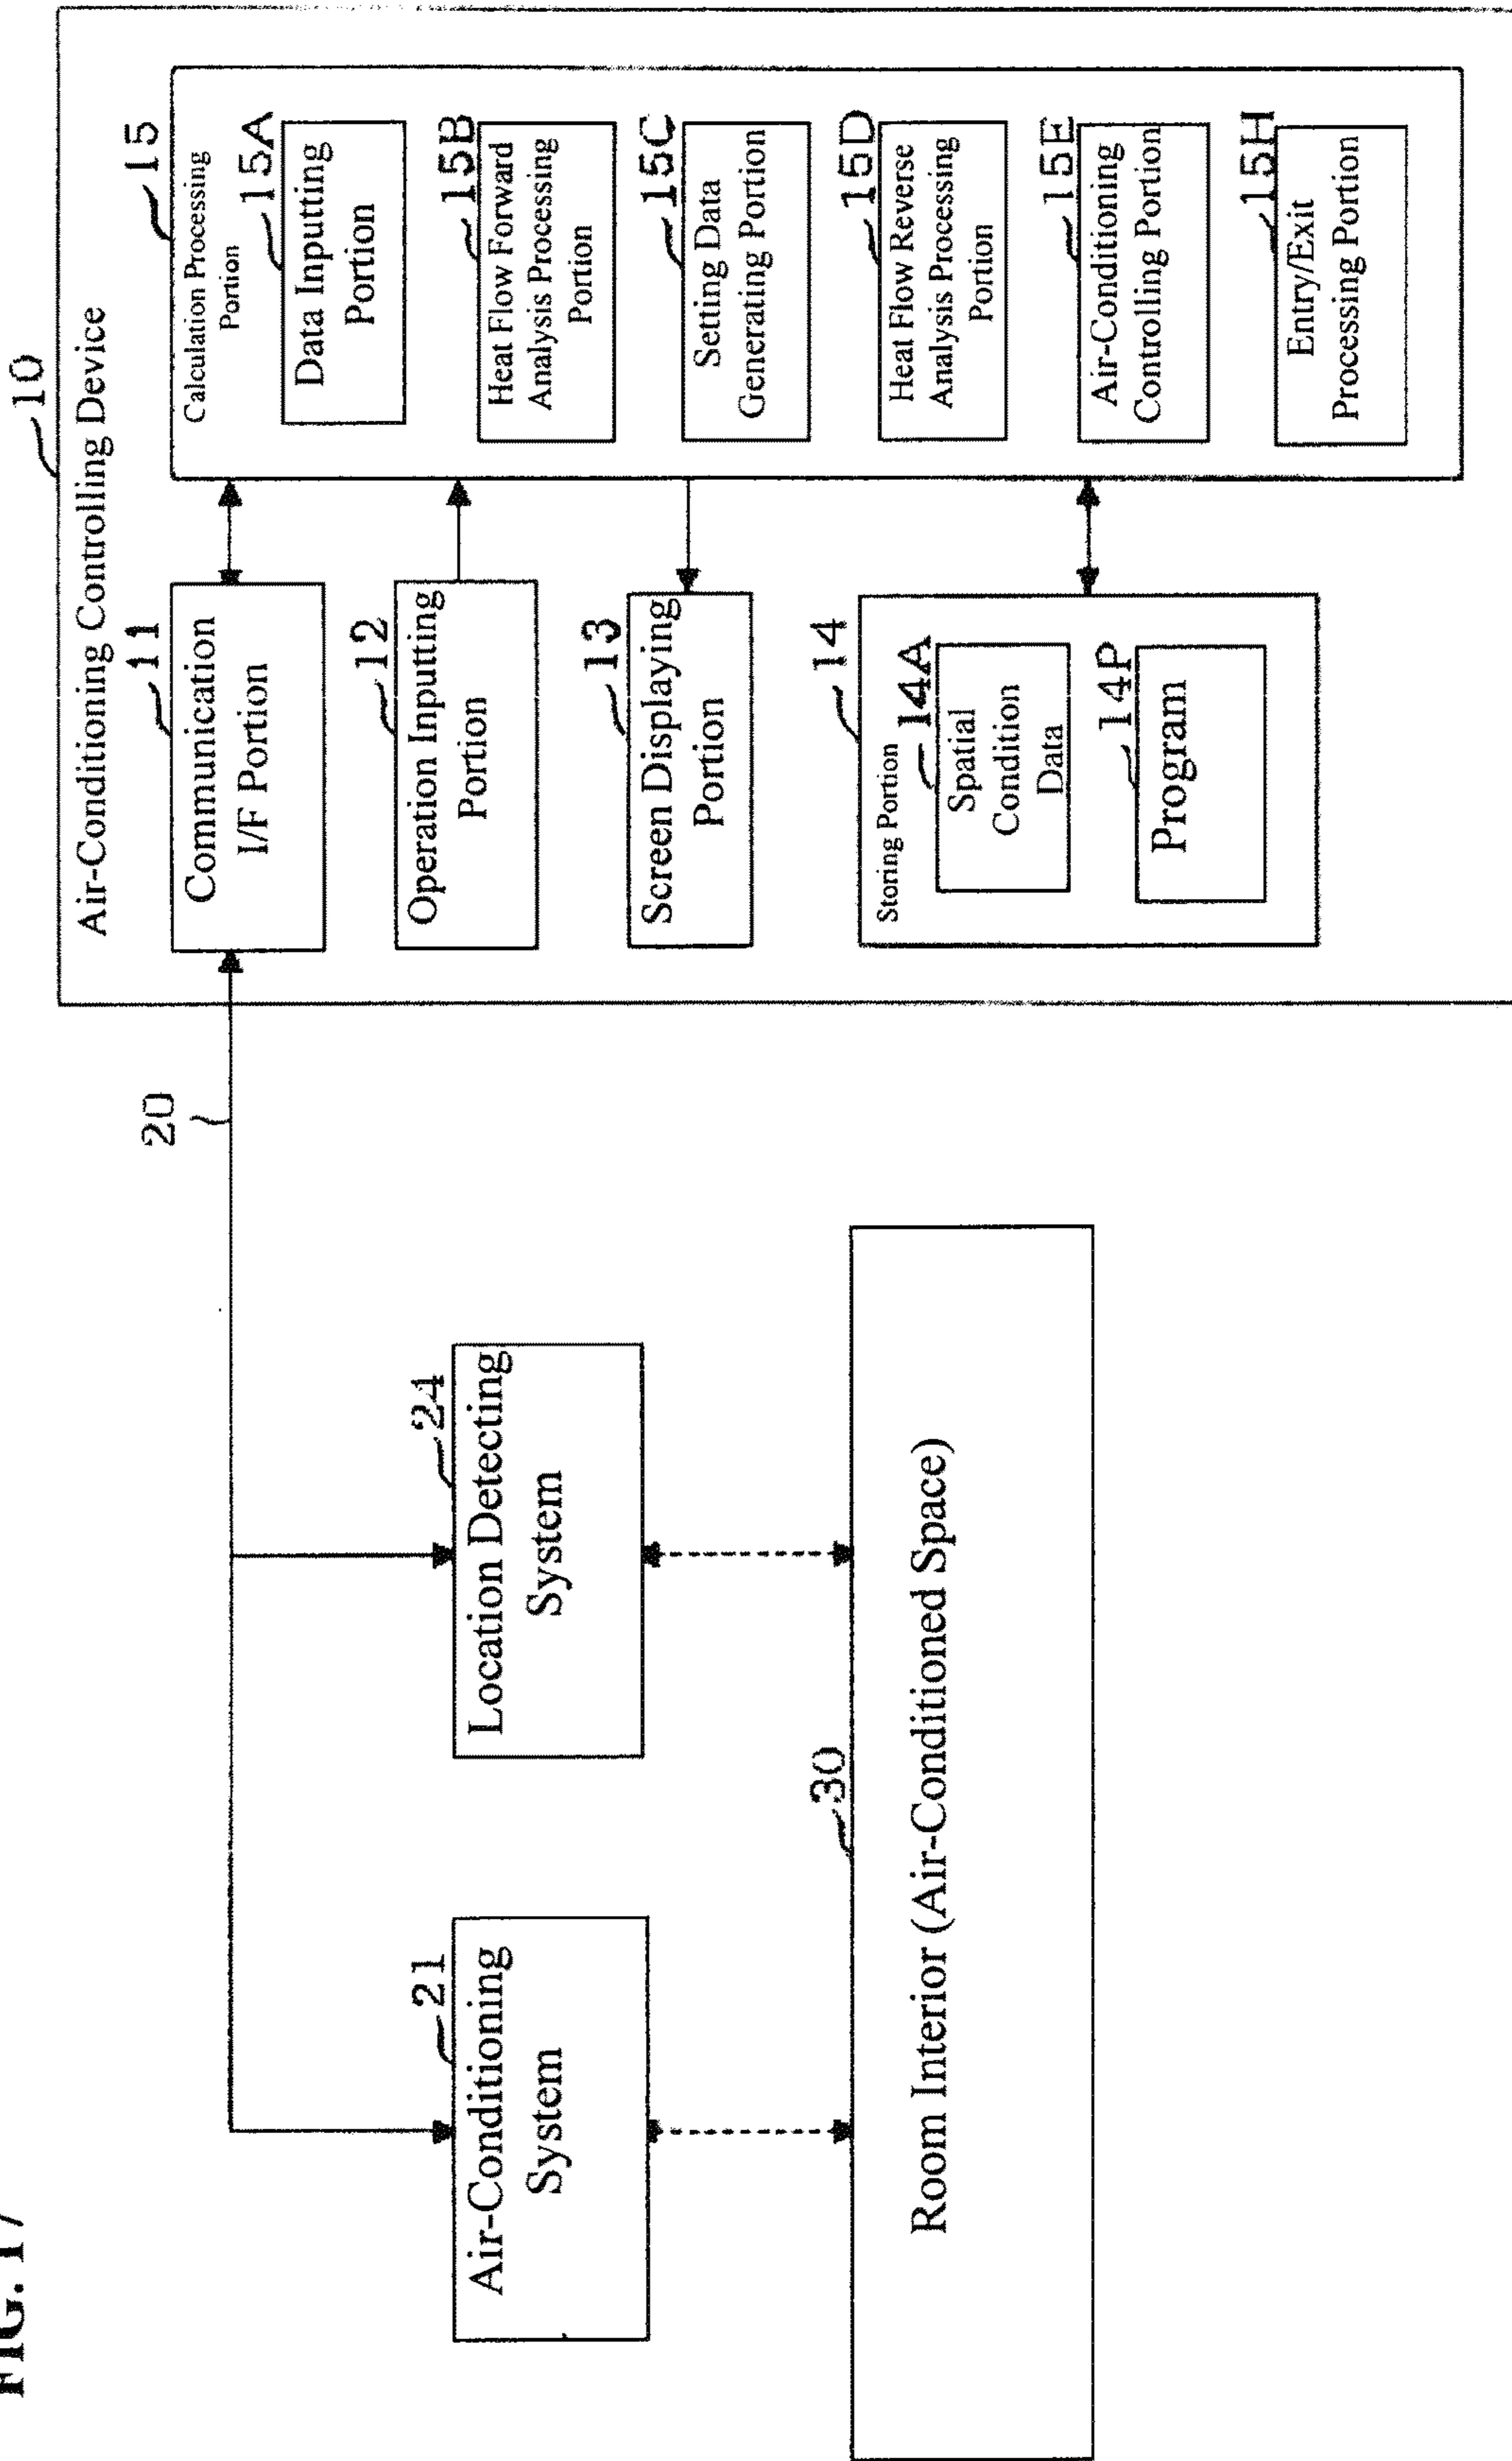 FIG. 17
10
Air-Conditioning Controlling Device
11
Communication
I/F Portion
12
Operation Inputting
Portion
13
Screen Displaying
Portion
14
Storing Portion
14A
Spatial
Condition
Data
14P
Program
15
Calculation Processing
Portion
15A
Data Inputting
Portion
15B
Heat Flow Forward
Analysis Processing
Portion
15C
Setting Data
Generating Portion
15D
Heat Flow Reverse
Analysis Processing
Portion
15E
Air-Conditioning
Controlling Portion
15H
Entry/Exit
Processing Portion
20
21
Air-Conditioning
System
24
Location Detecting
System
30
Room Interior (Air-Conditioned Space)